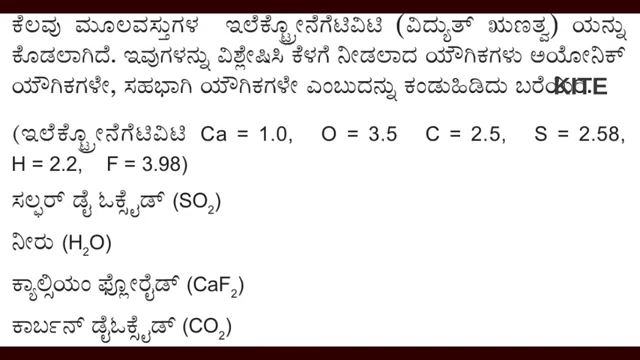 ಕೆಲವು ಮೂಲವಸ್ತುಗಳ ಇಲೆಕ್ಟ್ರೋನೆಗೆಟಿವಿಟಿ (ವಿದ್ಯುತ್ ಋಣತ್ವ) ಯನ್ನು
ಕೊಡಲಾಗಿದೆ. ಇವುಗಳನ್ನು ವಿಶ್ಲೇಷಿಸಿ ಕೆಳಗೆ ನೀಡಲಾದ ಯೌಗಿಕಗಳು ಅಯೋನಿಕ್
ಯೌಗಿಕಗಳೇ, ಸಹಭಾಗಿ ಯೌಗಿಕಗಳೇ ಎಂಬುದನ್ನು ಕಂಡುಹಿಡಿದು KITE
(ಇಲೆಕ್ಟ್ರೋನೆಗೆಟಿವಿಟಿ Ca = 1.0, O = 3.5 C = 2.5, S = 2.58,
H = 2.2, F = 3.98)
ಸಲ್ಫರ್ ಡೈ ಓಕ್ಸೈಡ್ (SO₂)
ನೀರು (H₂O)
ಕ್ಯಾಲ್ಸಿಯಂ ಫ್ಲೋರೈಡ್ (CaF₂)
ಕಾರ್ಬನ್ ಡೈಓಕ್ಸೈಡ್ (CO₂)